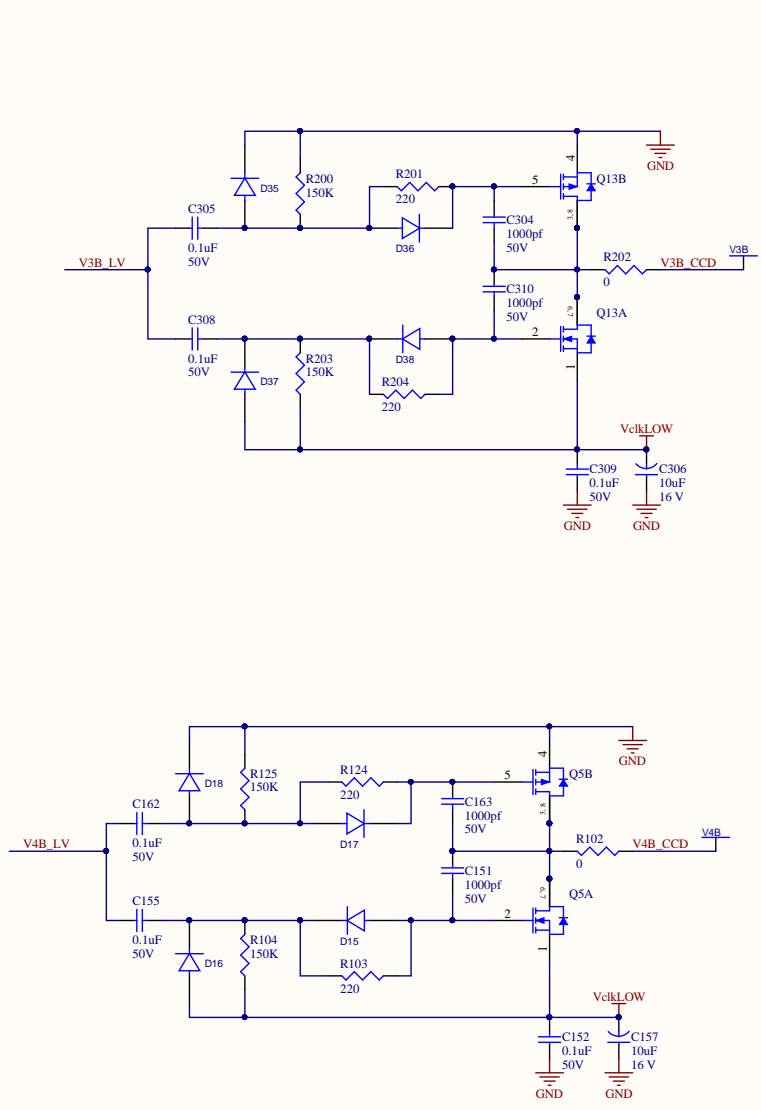 GND
4
Q13B
R201
220
5
R200
150K
D35
3, 8
C305
0.1uF
50V
D36
C304
1000pf
50V
V3B_LV
R202
0
V3B_CCD
V3B
C310
1000pf
50V
6, 7
Q13A
C308
0.1uF
50V
2
D38
R203
150K
D37
R204
220
1
VclkLOW
C309
0.1uF
50V
C306
10uF
16 V
GND
GND
GND
4
Q5B
R124
220
5
R125
150K
D18
3, 8
C162
0.1uF
50V
D17
C163
1000pf
50V
V4B_LV
R102
0
V4B_CCD
V4B
C151
1000pf
50V
6, 7
Q5A
C155
0.1uF
50V
2
D15
R104
150K
D16
R103
220
1
VclkLOW
C152
0.1uF
50V
C157
10uF
16 V
GND
GND